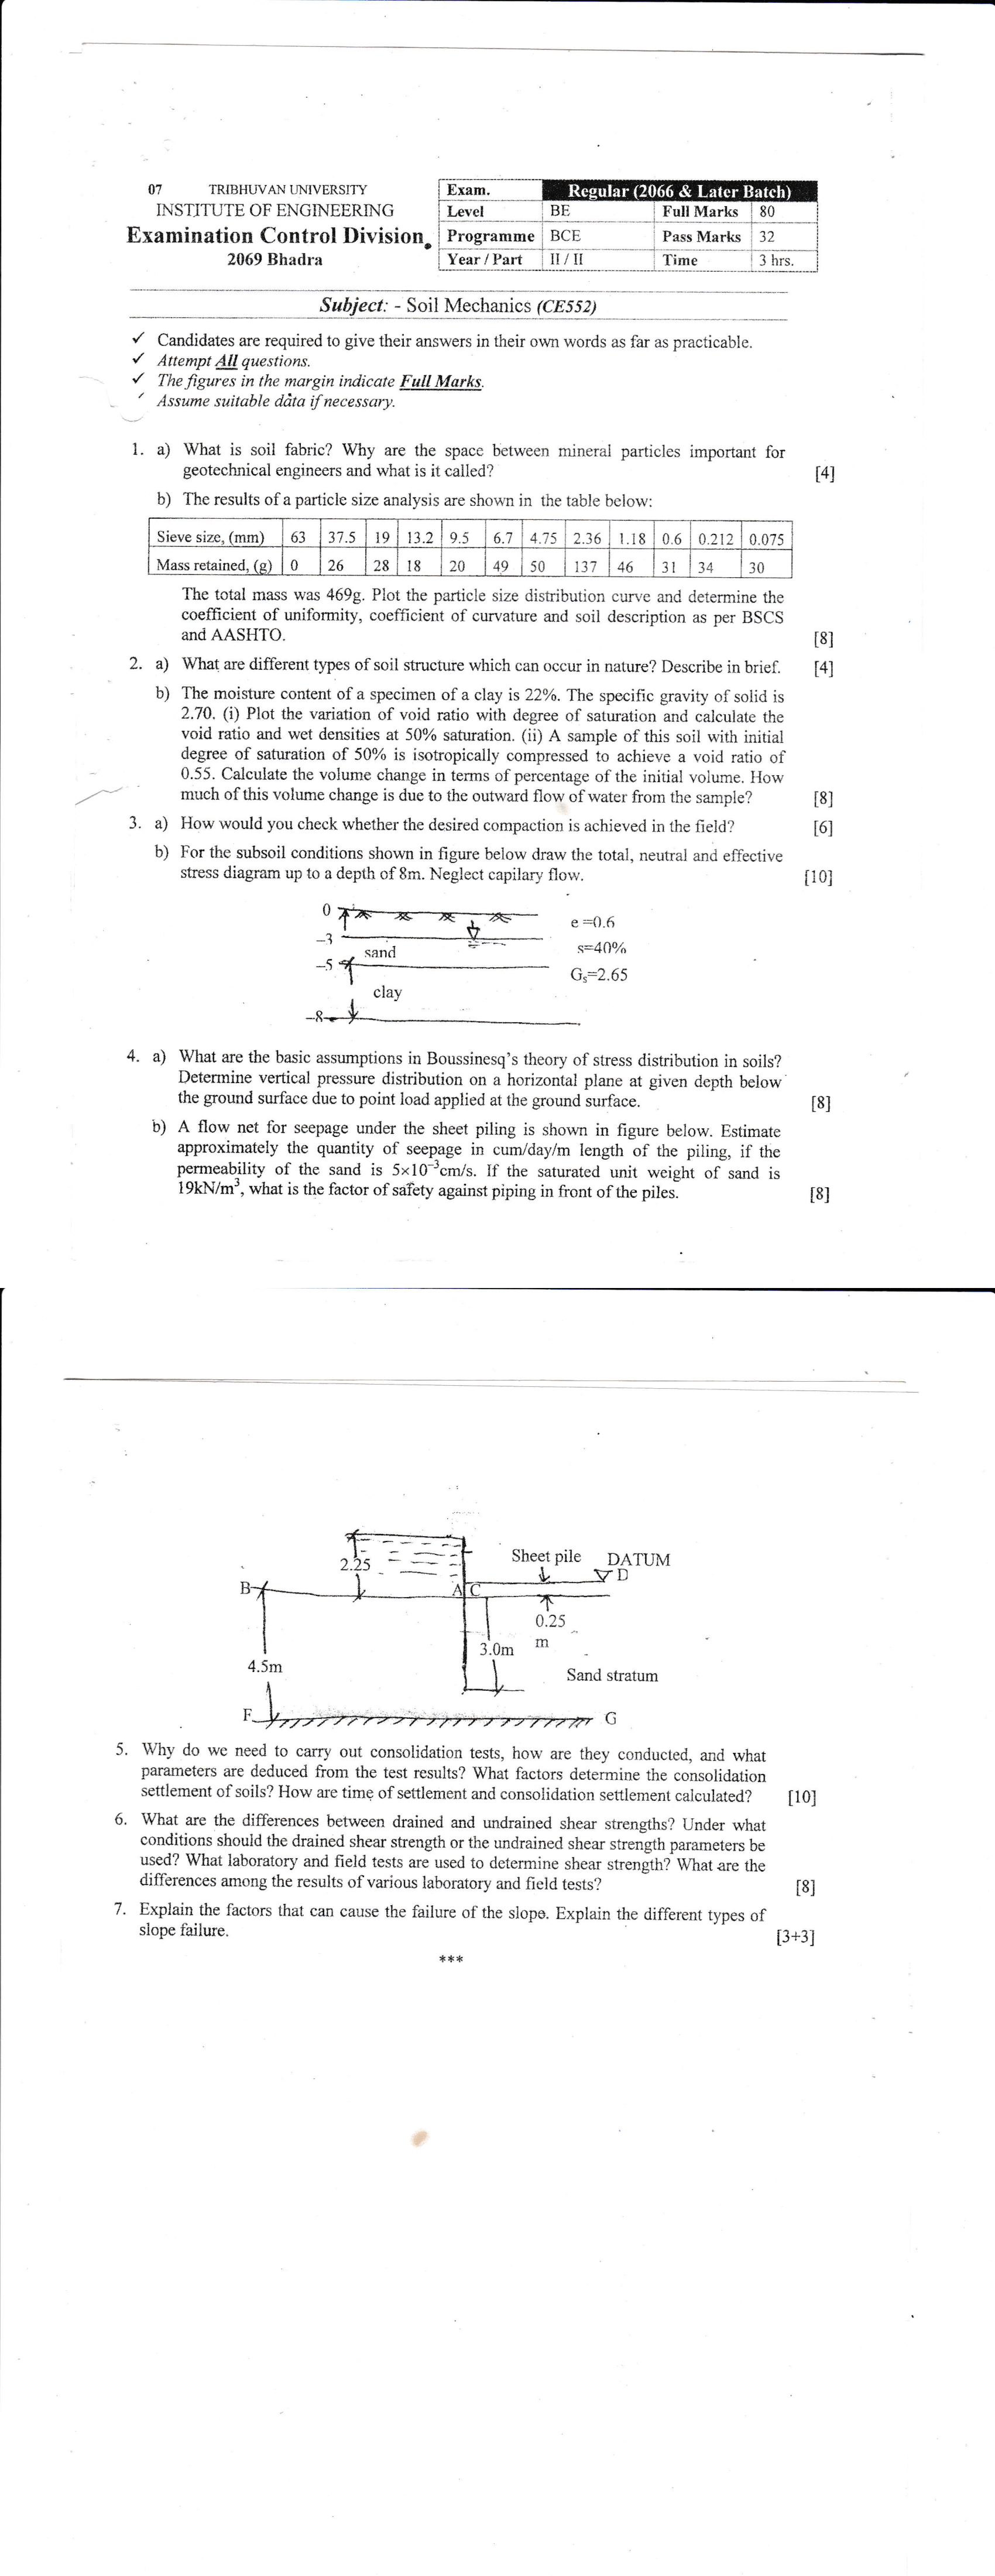 07 TRIBHUVAN UNIVERSITY
INSTITUTE OF ENGINEERING
Examination Control Division
2069 Bhadra
Exam. Regular (2066 & Later Batch)
Level BE Full Marks 80
Programme BCE Pass Marks 32
Year / Part II / II Time 3 hrs.
Subject: - Soil Mechanics (CE552)
✓ Candidates are required to give their answers in their own words as far as practicable.
✓ Attempt All questions.
✓ The figures in the margin indicate Full Marks.
Assume suitable data if necessary.
1. a) What is soil fabric? Why are the space between mineral particles important for
geotechnical engineers and what is it called? [4]
b) The results of a particle size analysis are shown in the table below:
Sieve size, (mm) 63 37.5 19 13.2 9.5 6.7 4.75 2.36 1.18 0.6 0.212 0.075
Mass retained, (g) 0 26 28 18 20 49 50 137 46 31 34 30
The total mass was 469g. Plot the particle size distribution curve and determine the
coefficient of uniformity, coefficient of curvature and soil description as per BSCS
and AASHTO. [8]
2. a) What are different types of soil structure which can occur in nature? Describe in brief. [4]
b) The moisture content of a specimen of a clay is 22%. The specific gravity of solid is
2.70. (i) Plot the variation of void ratio with degree of saturation and calculate the
void ratio and wet densities at 50% saturation. (ii) A sample of this soil with initial
degree of saturation of 50% is isotropically compressed to achieve a void ratio of
0.55. Calculate the volume change in terms of percentage of the initial volume. How
much of this volume change is due to the outward flow of water from the sample? [8]
3. a) How would you check whether the desired compaction is achieved in the field? [6]
b) For the subsoil conditions shown in figure below draw the total, neutral and effective
stress diagram up to a depth of 8m. Neglect capilary flow. [10]
0
e =0.6
–3
sand
s=40%
–5
Gs=2.65
clay
–8
4. a) What are the basic assumptions in Boussinesq's theory of stress distribution in soils?
Determine vertical pressure distribution on a horizontal plane at given depth below
the ground surface due to point load applied at the ground surface. [8]
b) A flow net for seepage under the sheet piling is shown in figure below. Estimate
approximately the quantity of seepage in cum/day/m length of the piling, if the
permeability of the sand is 5×10⁻³cm/s. If the saturated unit weight of sand is
19kN/m³, what is the factor of safety against piping in front of the piles. [8]
2.25
Sheet pile DATUM
D
B A C
0.25
m
3.0m
4.5m
Sand stratum
F G
5. Why do we need to carry out consolidation tests, how are they conducted, and what
parameters are deduced from the test results? What factors determine the consolidation
settlement of soils? How are time of settlement and consolidation settlement calculated? [10]
6. What are the differences between drained and undrained shear strengths? Under what
conditions should the drained shear strength or the undrained shear strength parameters be
used? What laboratory and field tests are used to determine shear strength? What are the
differences among the results of various laboratory and field tests? [8]
7. Explain the factors that can cause the failure of the slope. Explain the different types of
slope failure. [3+3]
***